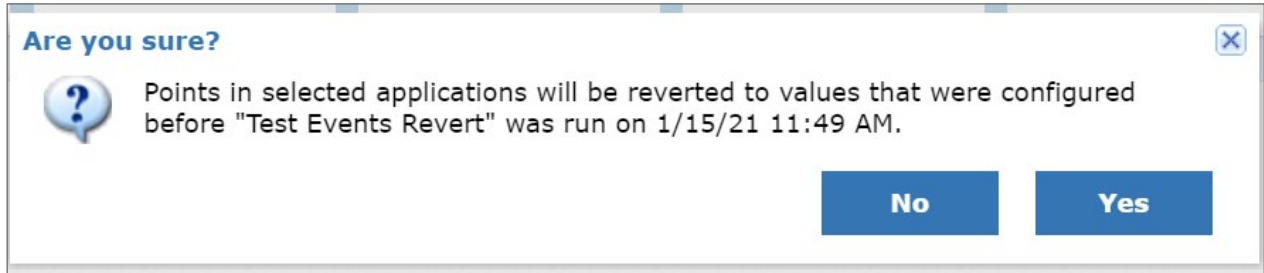 Are you sure?
Points in selected applications will be reverted to values that were configured
before "Test Events Revert" was run on 1/15/21 11:49 AM.
No Yes